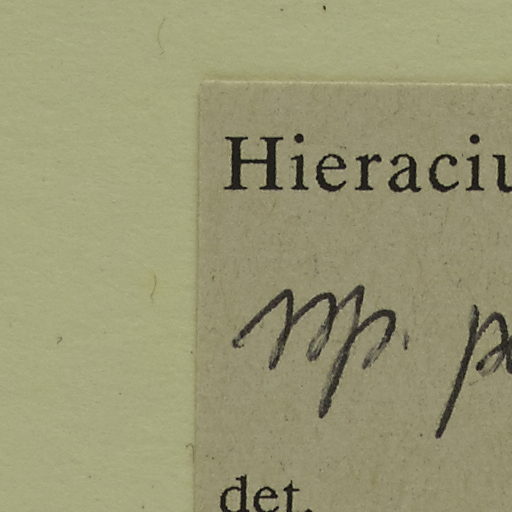 Hieraciu
ssp. p
det.